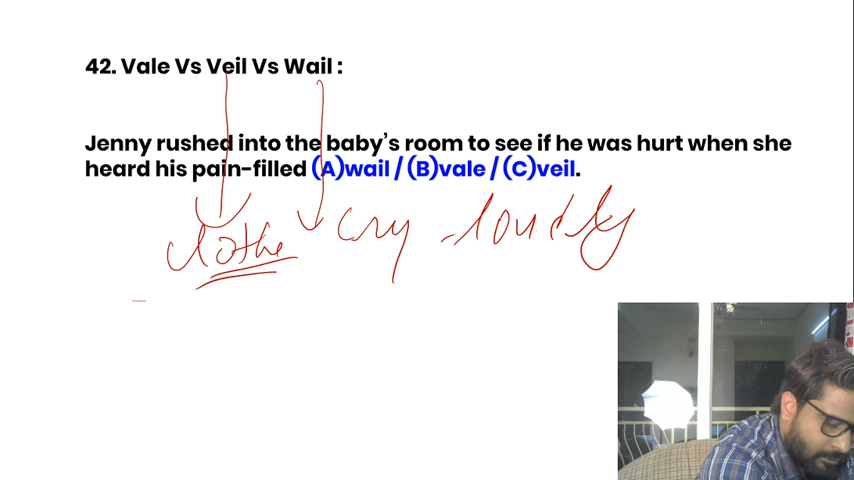 42. Vale Vs Veil Vs Wail :
Jenny rushed into the baby's room to see if he was hurt when she
heard his pain-filled (A)wail / (B)vale / (C)veil.
clothe cry loudly